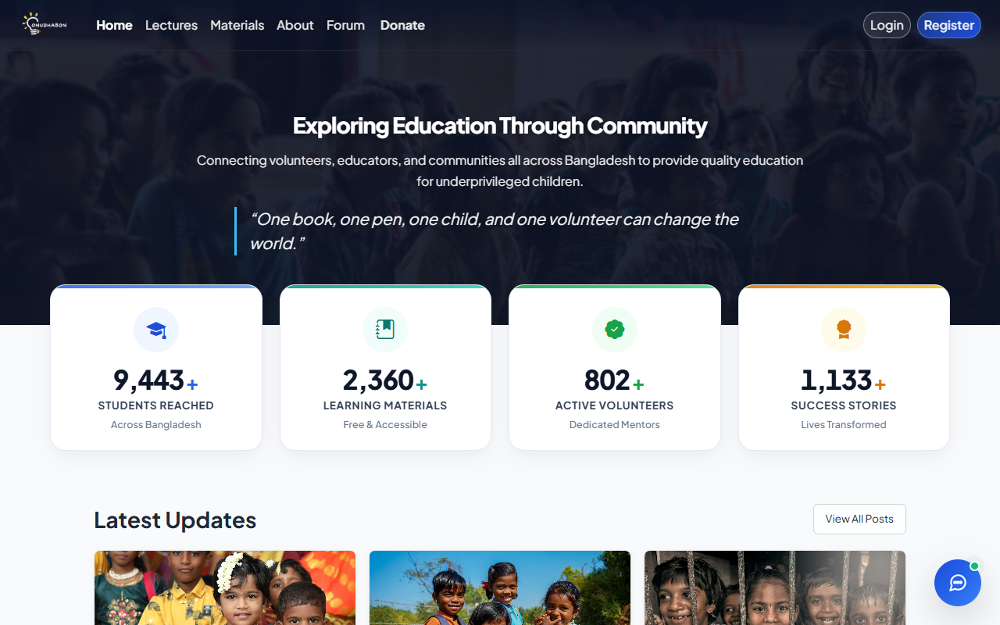 ONUDHABON
Home Lectures Materials About Forum Donate
Login Register
Exploring Education Through Community
Connecting volunteers, educators, and communities all across Bangladesh to provide quality education
for underprivileged children.
“One book, one pen, one child, and one volunteer can change the
world.”
9,443+
STUDENTS REACHED
Across Bangladesh
2,360+
LEARNING MATERIALS
Free & Accessible
802+
ACTIVE VOLUNTEERS
Dedicated Mentors
1,133+
SUCCESS STORIES
Lives Transformed
Latest Updates
View All Posts